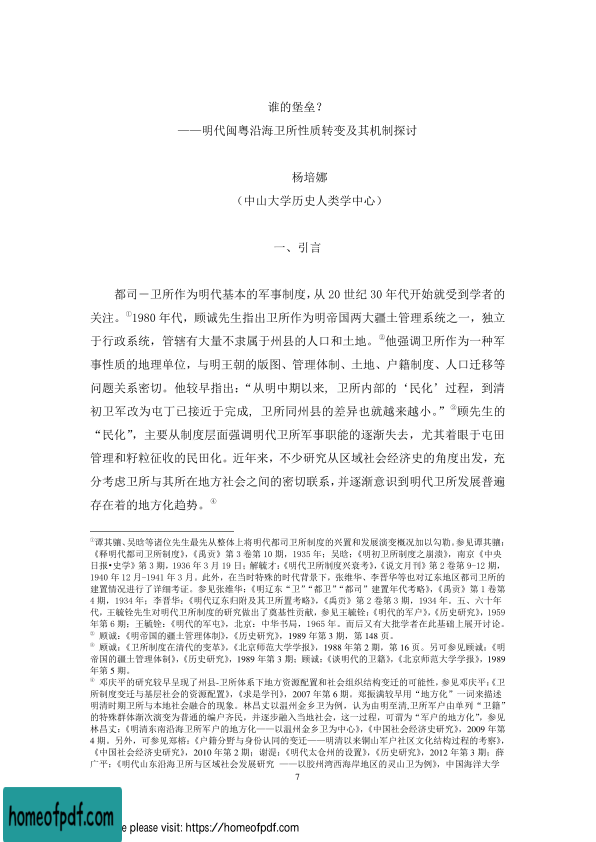 谁的堡垒？
——明代闽粤沿海卫所性质转变及其机制探讨
杨培娜
（中山大学历史人类学中心）
一、引言
都司－卫所作为明代基本的军事制度，从 20 世纪 30 年代开始就受到学者的
关注。①1980 年代，顾诚先生指出卫所作为明帝国两大疆土管理系统之一，独立
于行政系统，管辖有大量不隶属于州县的人口和土地。②他强调卫所作为一种军
事性质的地理单位，与明王朝的版图、管理体制、土地、户籍制度、人口迁移等
问题关系密切。他较早指出：“从明中期以来, 卫所内部的‘民化’过程，到清
初卫军改为屯丁已接近于完成, 卫所同州县的差异也就越来越小。”③顾先生的
“民化”，主要从制度层面强调明代卫所军事职能的逐渐失去，尤其着眼于屯田
管理和籽粒征收的民田化。近年来，不少研究从区域社会经济史的角度出发，充
分考虑卫所与其所在地方社会之间的密切联系，并逐渐意识到明代卫所发展普遍
存在着的地方化趋势。④
①谭其骧、吴晗等诸位先生最先从整体上将明代都司卫所制度的兴置和发展演变概况加以勾勒。参见谭其骧：
《释明代都司卫所制度》，《禹贡》第 3 卷第 10 期，1935 年；吴晗：《明初卫所制度之崩溃》，南京《中央
日报•史学》第 3 期，1936 年 3 月 19 日；解毓才：《明代卫所制度兴衰考》，《说文月刊》第 2 卷第 9-12 期，
1940 年 12 月-1941 年 3 月。此外，在当时特殊的时代背景下，张维华、李晋华等也对辽东地区都司卫所的
建置情况进行了详细考证。参见张维华：《明辽东“卫”“都卫”“都司”建置年代考略》，《禹贡》第 1 卷第
4 期，1934 年；李晋华：《明代辽东归附及其卫所置考略》，《禹贡》第 2 卷第 3 期，1934 年。五、六十年
代，王毓铨先生对明代卫所制度的研究做出了奠基性贡献，参见王毓铨：《明代的军户》，《历史研究》，1959
年第 6 期；王毓铨：《明代的军屯》，北京：中华书局，1965 年。而后又有大批学者在此基础上展开讨论。
② 顾诚：《明帝国的疆土管理体制》，《历史研究》，1989 年第 3 期，第 148 页。
③ 顾诚：《卫所制度在清代的变革》，《北京师范大学学报》，1988 年第 2 期，第 16 页。另可参见顾诚：《明
帝国的疆土管理体制》，《历史研究》，1989 年第 3 期；顾诚：《谈明代的卫籍》，《北京师范大学学报》，1989
年第 5 期。
④ 邓庆平的研究较早呈现了州县-卫所体系下地方资源配置和社会组织结构变迁的可能性。参见邓庆平：《卫
所制度变迁与基层社会的资源配置》，《求是学刊》，2007 年第 6 期。郑振满较早用“地方化”一词来描述
明清时期卫所与本地社会融合的现象。林昌丈以温州金乡卫为例，认为由明至清,卫所军户由单列“卫籍”
的特殊群体渐次演变为普通的编户齐民，并逐步融入当地社会，这一过程，可谓为“军户的地方化”，参见
林昌丈：《明清东南沿海卫所军户的地方化——以温州金乡卫为中心》，《中国社会经济史研究》，2009 年第
4 期。另外，可参见郑榕：《户籍分野与身份认同的变迁——明清以来铜山军户社区文化结构过程的考察》，
《中国社会经济史研究》，2010 年第 2 期；谢湜：《明代太仓州的设置》，《历史研究》，2012 年第 3 期；薛
广平：《明代山东沿海卫所与区域社会发展研究 ——以胶州湾西海岸地区的灵山卫为例》，中国海洋大学
7
homeofpdf.com
e please visit: https://homeofpdf.com